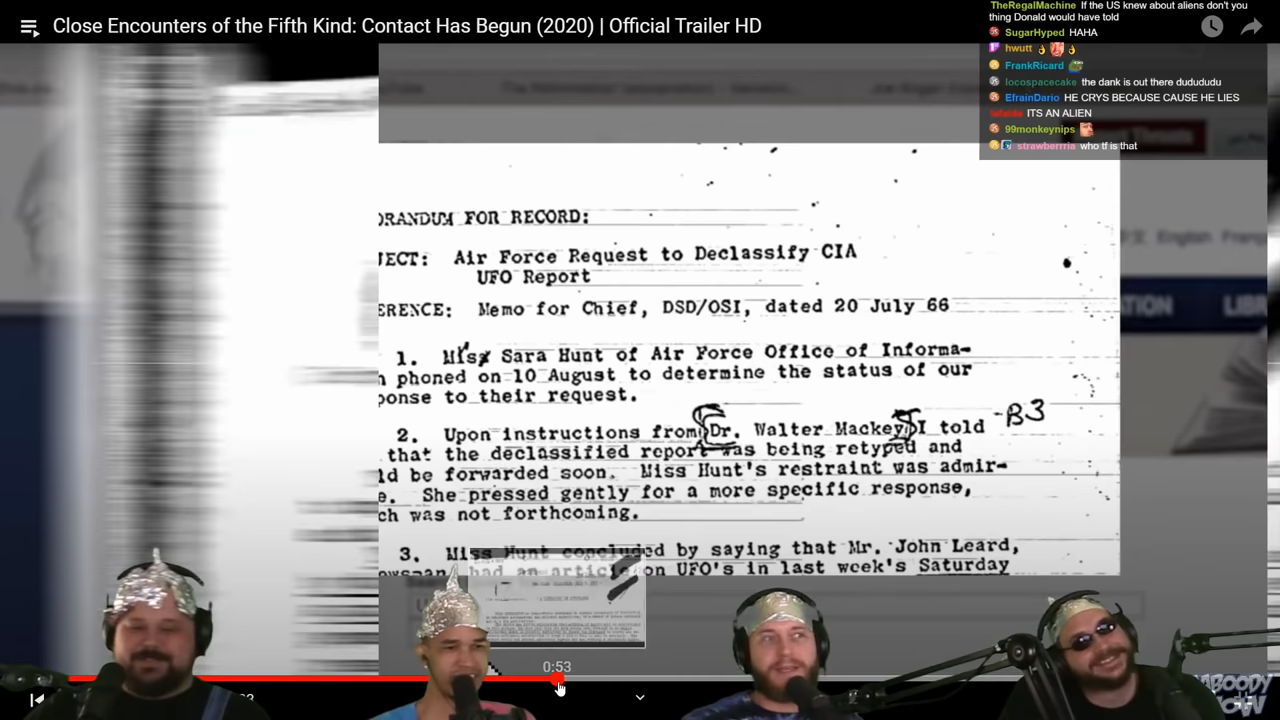 Close Encounters of the Fifth Kind: Contact Has Begun (2020) | Official Trailer HD
TheRegalMachine If the US knew about aliens don't you
thing Donald would have told
SugarHyped HAHA
hwutt
FrankRicard
locospacecake the dank is out there dudududu
EfrainDario HE CRYS BECAUSE CAUSE HE LIES
ITS AN ALIEN
99monkeynips
strawberrria who tf is that
ORANDUM FOR RECORD:
JECT: Air Force Request to Declassify CIA
UFO Report
ERENCE: Memo for Chief, DSD/OSI, dated 20 July 66
1. Miss Sara Hunt of Air Force Office of Informa-
n phoned on 10 August to determine the status of our
ponse to their request.
2. Upon instructions from Dr. Walter Mackey I told -B3
that the declassified report was being retyped and
ld be forwarded soon. Miss Hunt's restraint was admir-
e. She pressed gently for a more specific response,
ch was not forthcoming.
3. Miss Hunt concluded by saying that Mr. John Leard,
had an article on UFO's in last week's Saturday
English
0:53